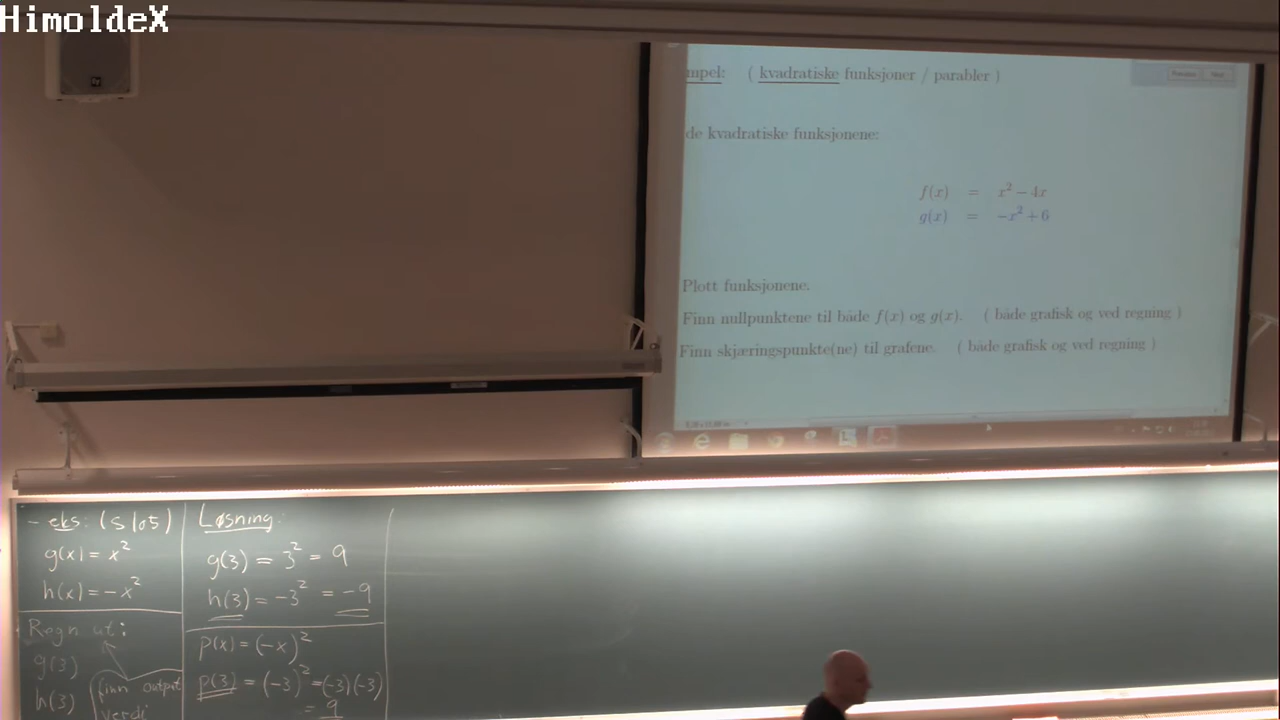 HimoldeX
mpel: ( kvadratiske funksjoner / parabler )
de kvadratiske funksjonene:
f(x) = x² − 4x
g(x) = −x² + 6
Plott funksjonene.
Finn nullpunktene til både f(x) og g(x). ( både grafisk og ved regning )
Finn skjæringspunkte(ne) til grafene. ( både grafisk og ved regning )
- eks: (s 105)
g(x) = x²
h(x) = -x²
Regn ut:
g(3)
h(3)
finn output
verdi
Løsning:
g(3) = 3² = 9
h(3) = -3² = -9
p(x) = (-x)²
p(3) = (-3)² = (-3)(-3)
= 9